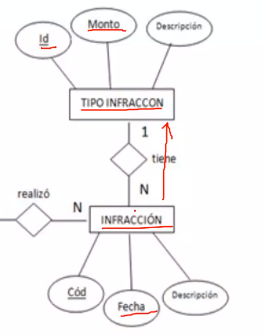 Monto
Descripción
Id
TIPO INFRACCON
1
tiene
realizó
N
N
INFRACCIÓN
Cód
Fecha
Descripción